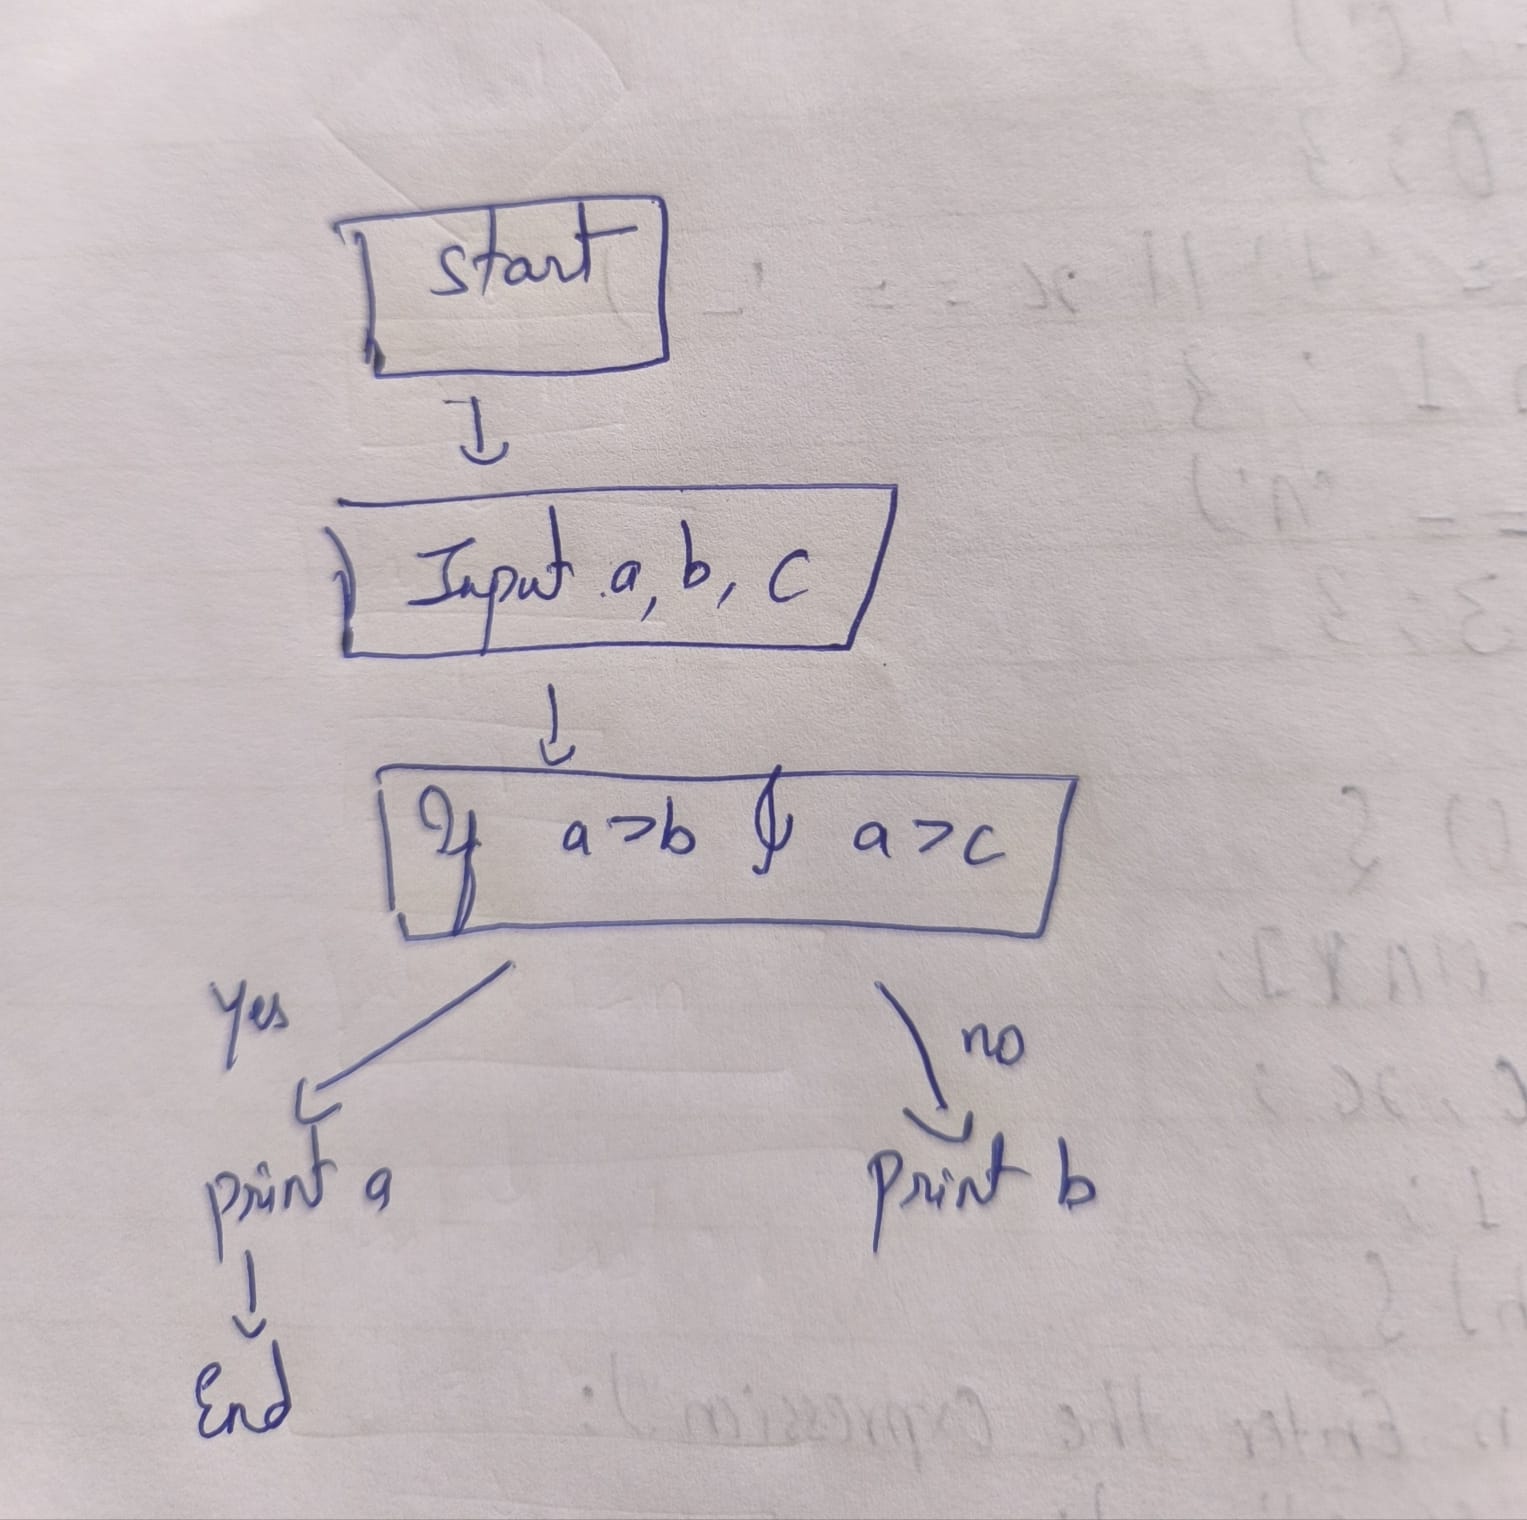 start
Input a, b, c
If a>b & a>c
Yes
no
print a
print b
End